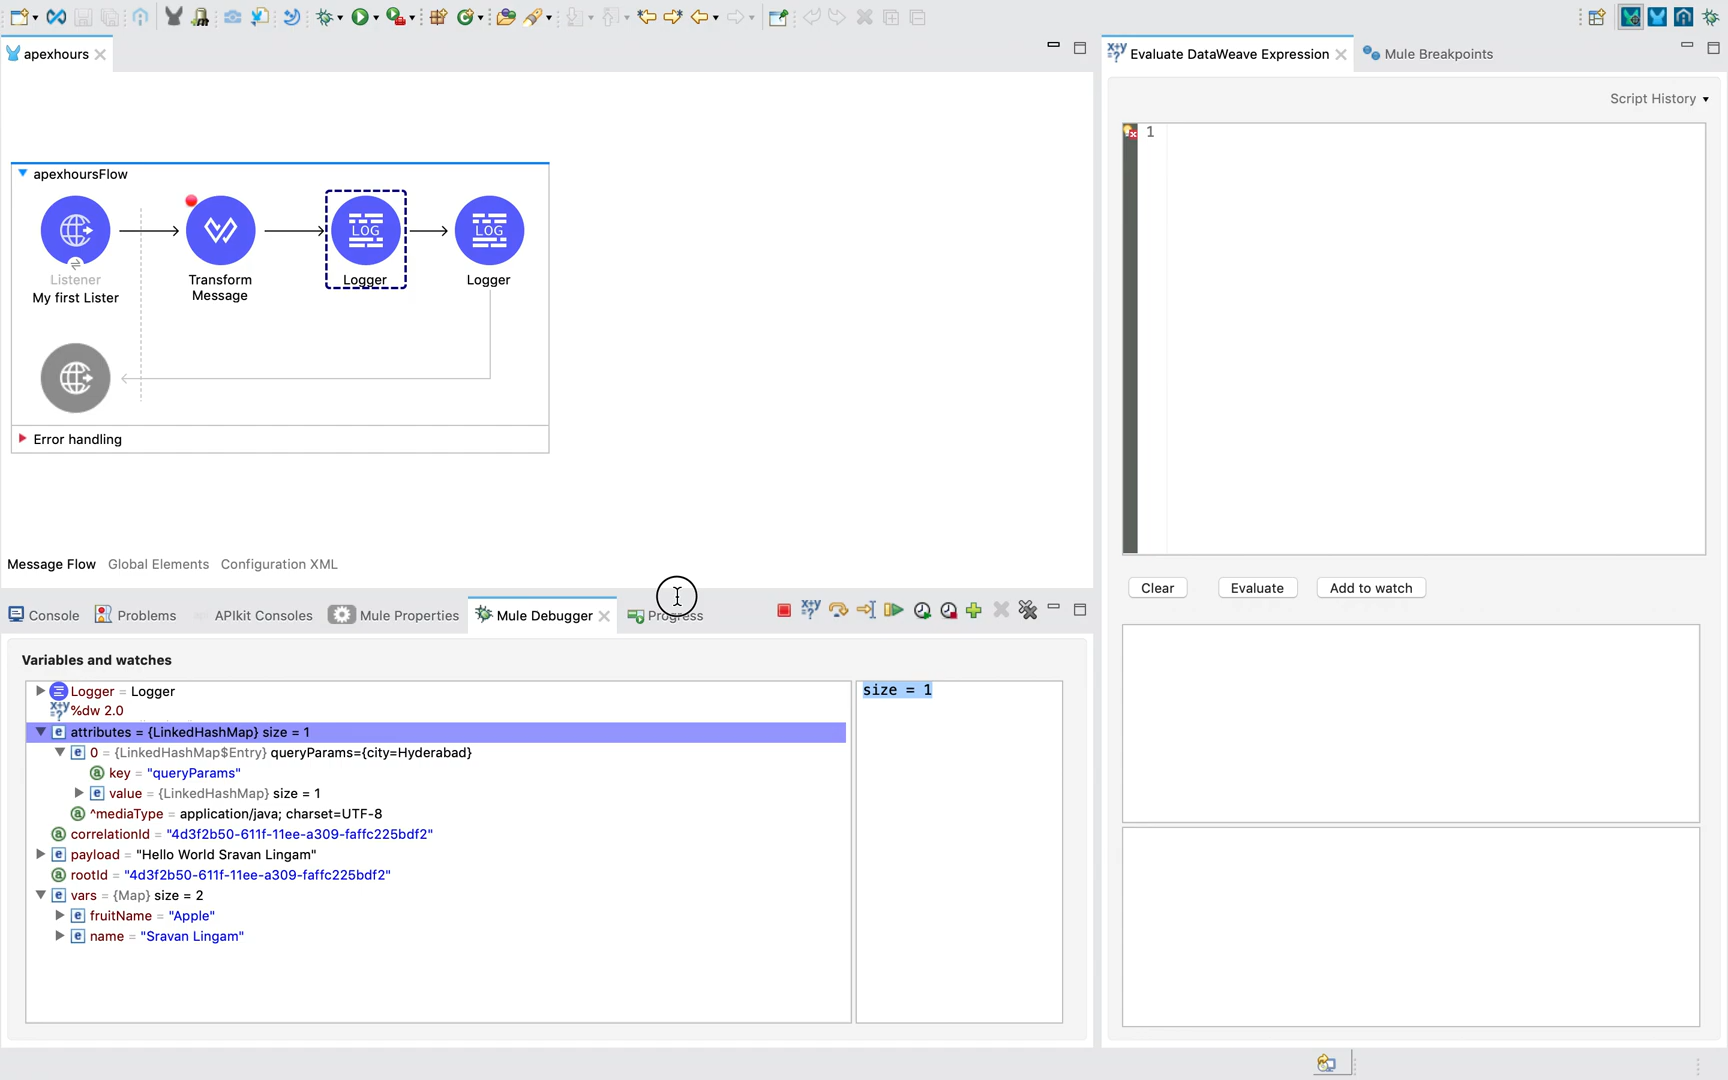 apexhours
Evaluate DataWeave Expression
Mule Breakpoints
Script History
1
apexhoursFlow
LOG
LOG
Listener
My first Lister
Transform
Message
Logger
Logger
Error handling
Message Flow
Global Elements
Configuration XML
Clear
Evaluate
Add to watch
Console
Problems
APIkit Consoles
Mule Properties
Mule Debugger
Progress
Variables and watches
Logger = Logger
size = 1
x+y =? %dw 2.0
attributes = {LinkedHashMap} size = 1
0 = {LinkedHashMap$Entry} queryParams={city=Hyderabad}
key = "queryParams"
value = {LinkedHashMap} size = 1
^mediaType = application/java; charset=UTF-8
correlationId = "4d3f2b50-611f-11ee-a309-faffc225bdf2"
payload = "Hello World Sravan Lingam"
rootId = "4d3f2b50-611f-11ee-a309-faffc225bdf2"
vars = {Map} size = 2
fruitName = "Apple"
name = "Sravan Lingam"